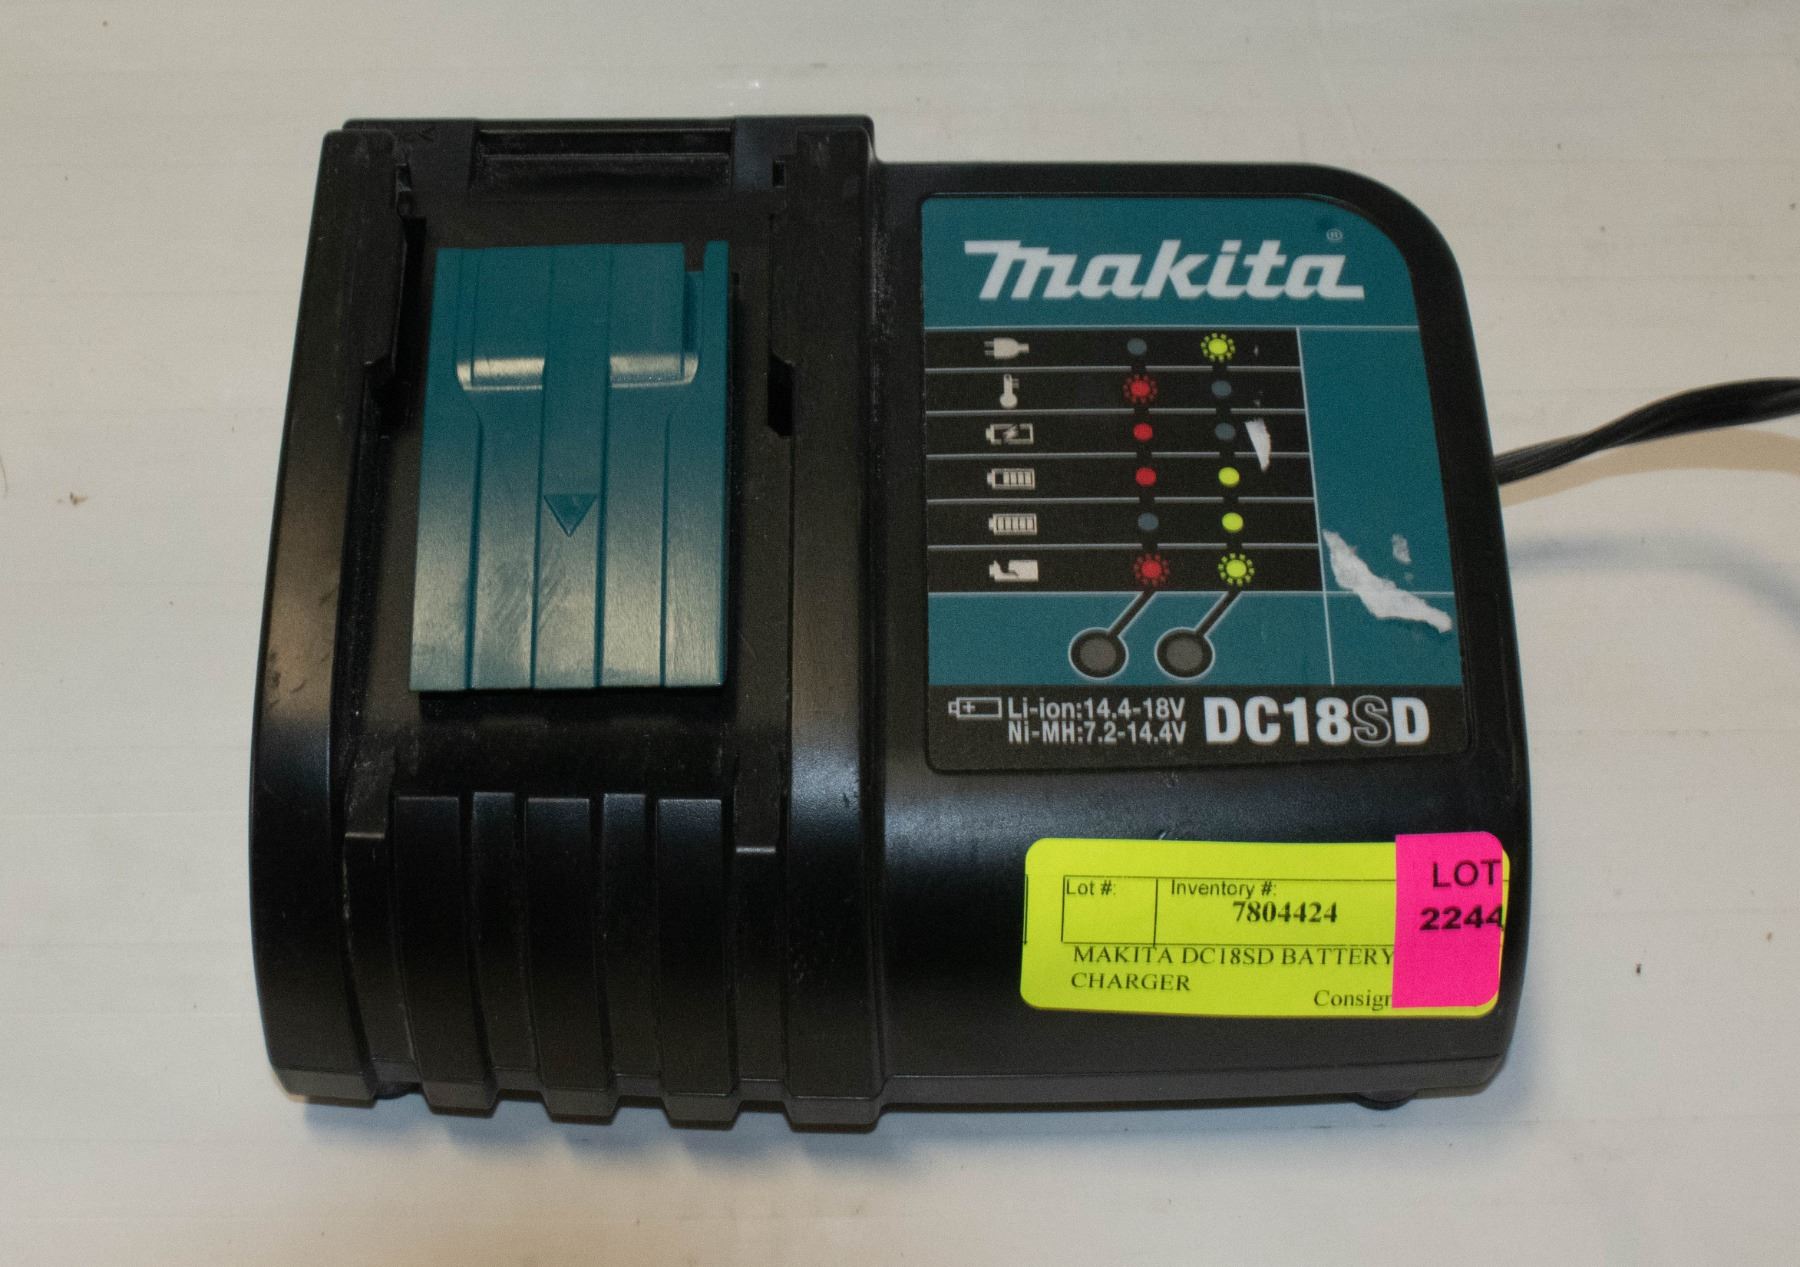 makita®
Li-ion:14.4-18V
Ni-MH:7.2-14.4V
DC18SD
Lot #:
Inventory #:
7804424
LOT
2244
MAKITA DC18SD BATTERY
CHARGER
Consign